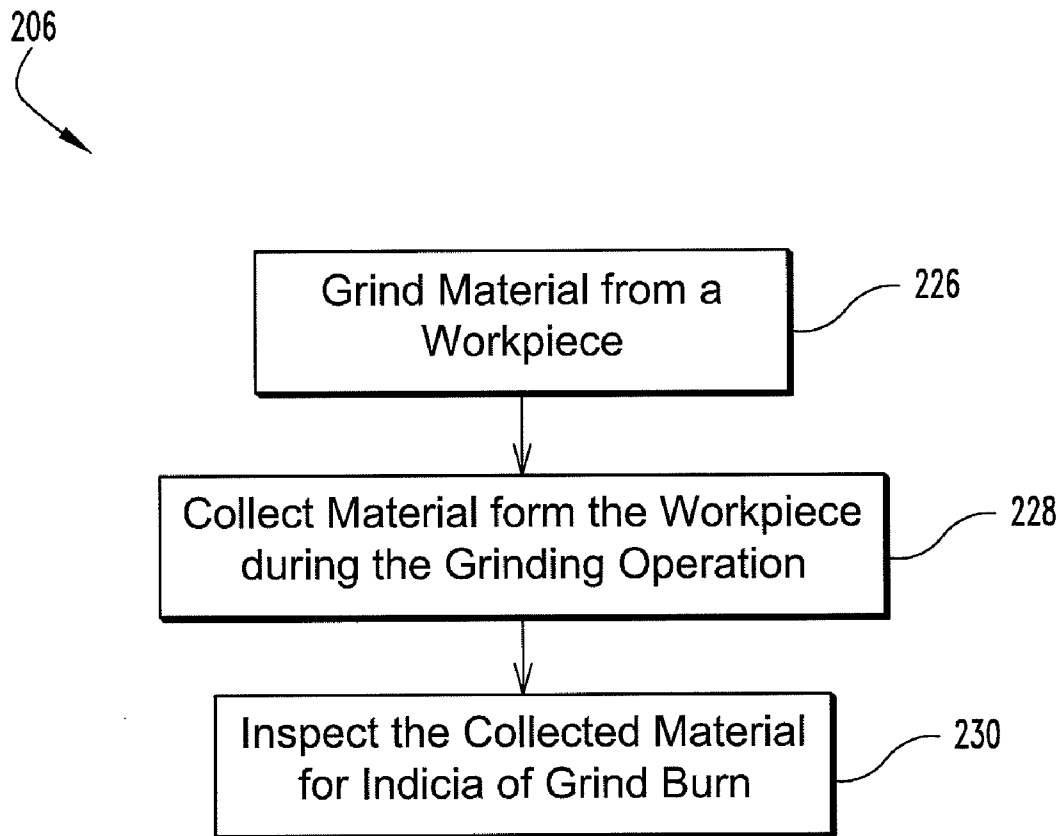 206
Grind Material from a
Workpiece
226
Collect Material form the Workpiece
during the Grinding Operation
228
Inspect the Collected Material
for Indicia of Grind Burn
230